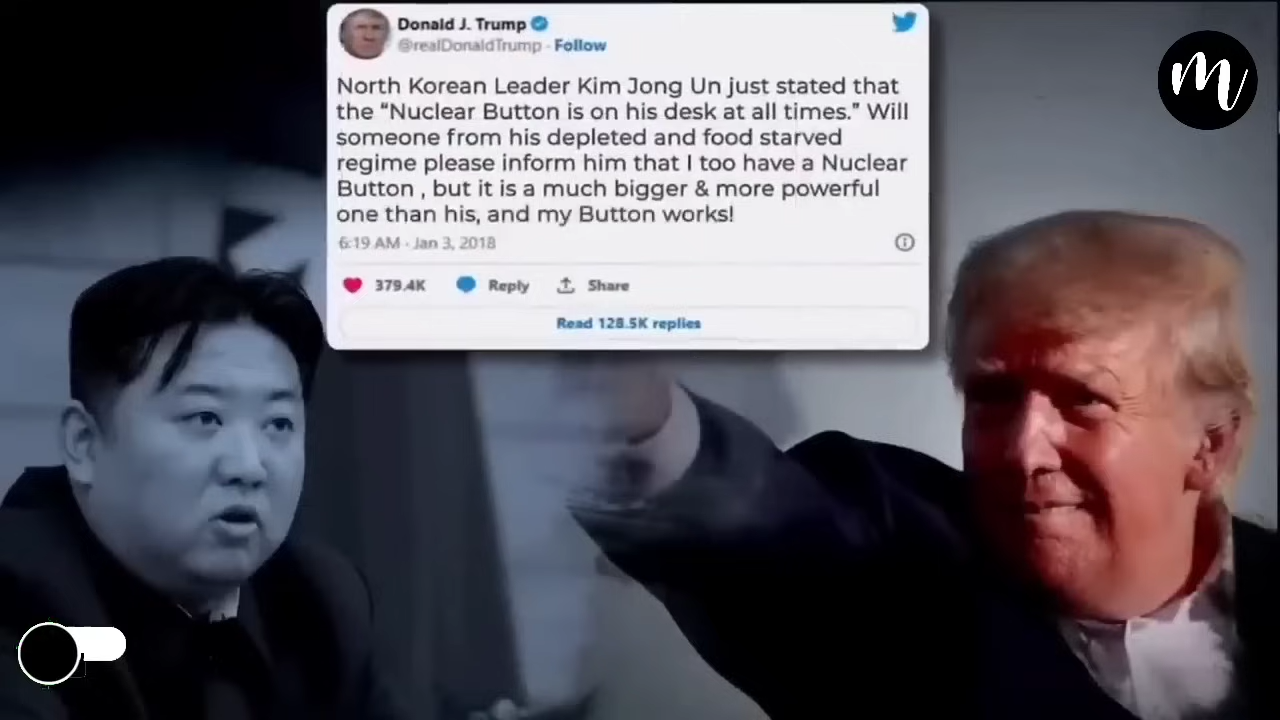 Donald J. Trump
@realDonaldTrump · Follow
North Korean Leader Kim Jong Un just stated that
the “Nuclear Button is on his desk at all times.” Will
someone from his depleted and food starved
regime please inform him that I too have a Nuclear
Button , but it is a much bigger & more powerful
one than his, and my Button works!
6:19 AM · Jan 3, 2018
379.4K Reply Share
Read 128.5K replies
m